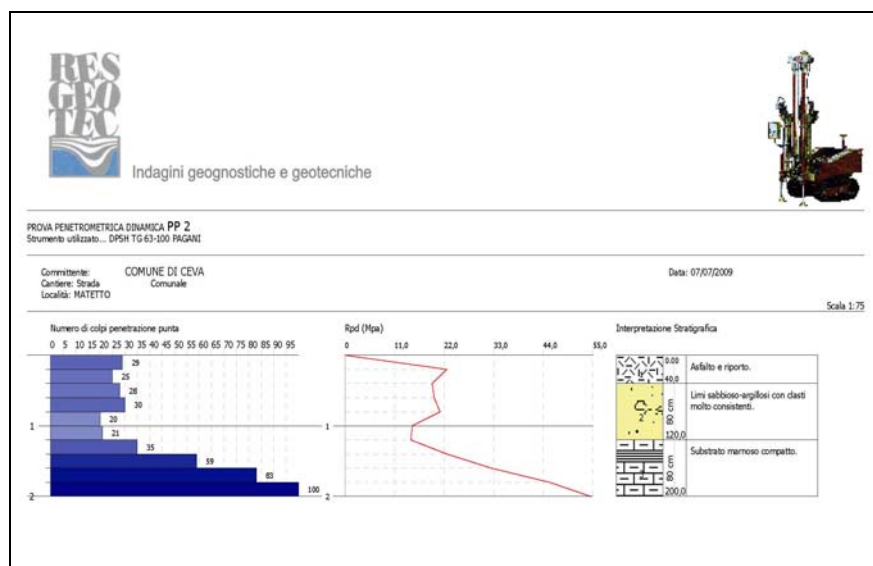 RES
GEO
TEC
Indagini geognostiche e geotecniche
PROVA PENETROMETRICA DINAMICA PP 2
Strumento utilizzato... DPSH TG 63-100 PAGANI
Committente: COMUNE DI CEVA
Cantiere: Strada Comunale
Località: MATETTO
Data: 07/07/2009
Scala 1:75
Numero di colpi penetrazione punta
0 5 10 15 20 25 30 35 40 45 50 55 60 65 70 75 80 85 90 95
29
25
28
30
20
1
21
35
59
83
100
2
Rpd (Mpa)
0 11,0 22,0 33,0 44,0 55,0
1
2
Interpretazione Stratigrafica
0.00
Asfalto e riporto.
40,0
Limi sabbioso-argillosi con clasti
molto consistenti.
2
80 cm
120,0
Substrato marnoso compatto.
80 cm
200,0